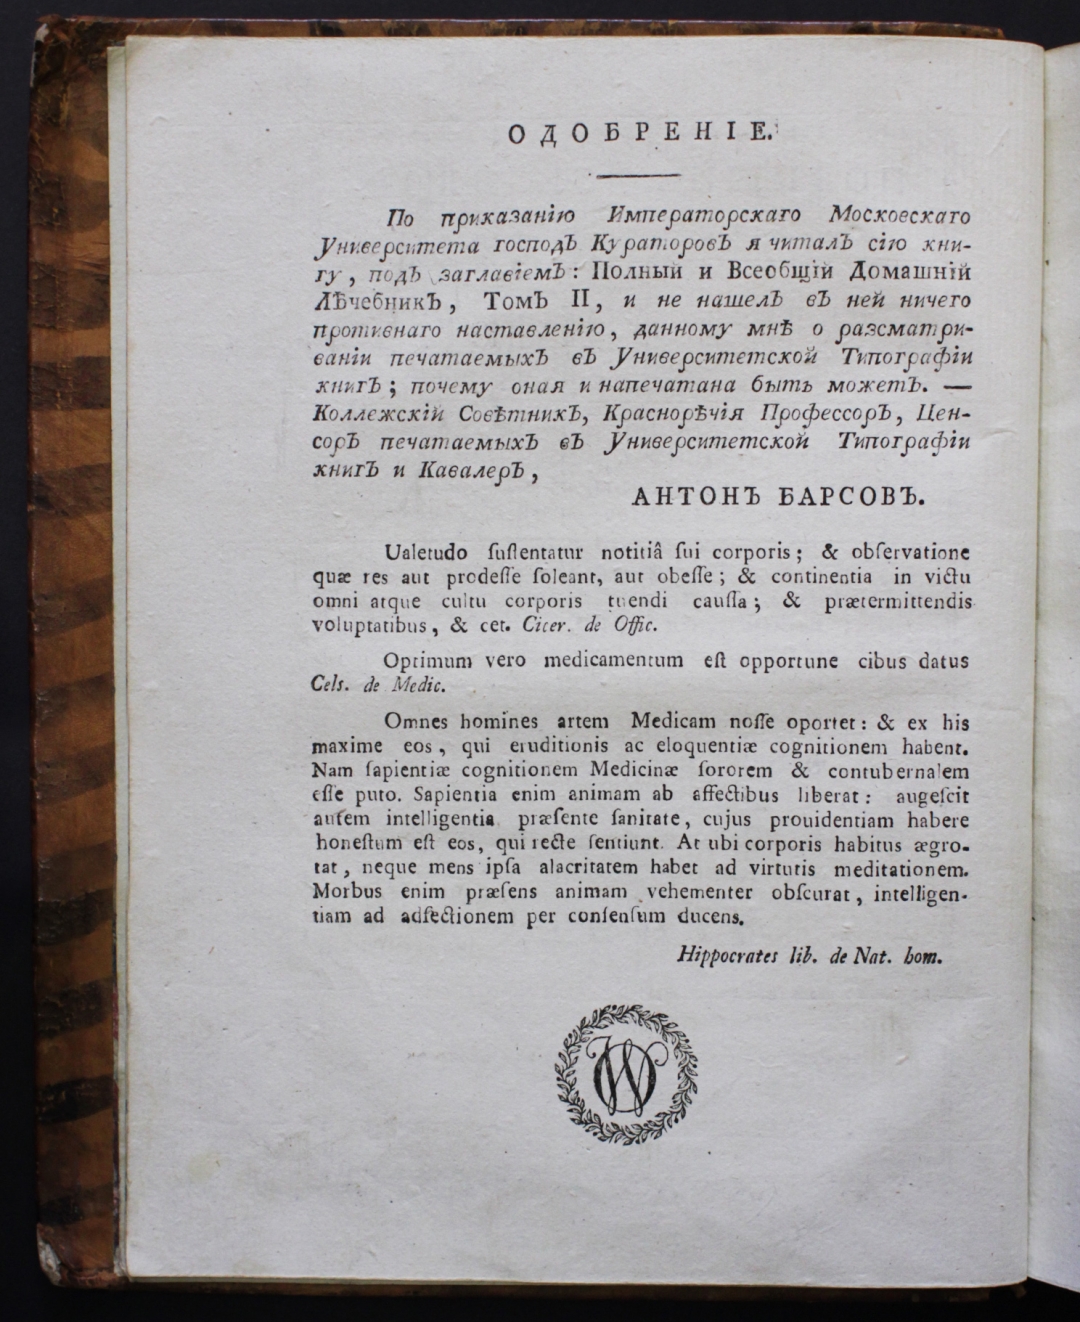 ОДОБРЕНІЕ.
По приказанію Императорскаго Московскаго
Университета господъ Кураторовъ я читалъ сію кни-
гу, подъ заглавіемъ: Полный и Всеобщій Домашній
Лѣчебникъ, Томъ II, и не нашелъ въ ней ничего
противнаго наставленію, данному мнѣ о разсматри-
ваніи печатаемыхъ въ Университетской Типографіи
книгъ; почему оная и напечатана быть можетъ. —
Коллежскій Совѣтникъ, Краснорѣчія Профессоръ, Цен-
соръ печатаемыхъ въ Университетской Типографіи
книгъ и Кавалеръ,
АНТОНЪ БАРСОВЪ.
Ualetudo ſuſtentatur notitiâ ſui corporis; & obſervatione
quæ res aut prodeſſe ſoleant, aut obeſſe; & continentia in victu
omni atque cultu corporis tuendi cauſſa; & prætermittendis
voluptatibus, & cet. Cicer. de Offic.
Optimum vero medicamentum eſt opportune cibus datus
Cels. de Medic.
Omnes homines artem Medicam noſſe oportet: & ex his
maxime eos, qui eruditionis ac eloquentiæ cognitionem habent.
Nam ſapientiæ cognitionem Medicinæ ſororem & contubernalem
eſſe puto. Sapientia enim animam ab affectibus liberat: augeſcit
autem intelligentia præſente ſanitate, cujus prouidentiam habere
honeſtum eſt eos, qui recte ſentiunt. At ubi corporis habitus ægro-
tat, neque mens ipſa alacritatem habet ad virtutis meditationem.
Morbus enim præſens animam vehementer obſcurat, intelligen-
tiam ad adfectionem per conſenſum ducens.
Hippocrates lib. de Nat. hom.